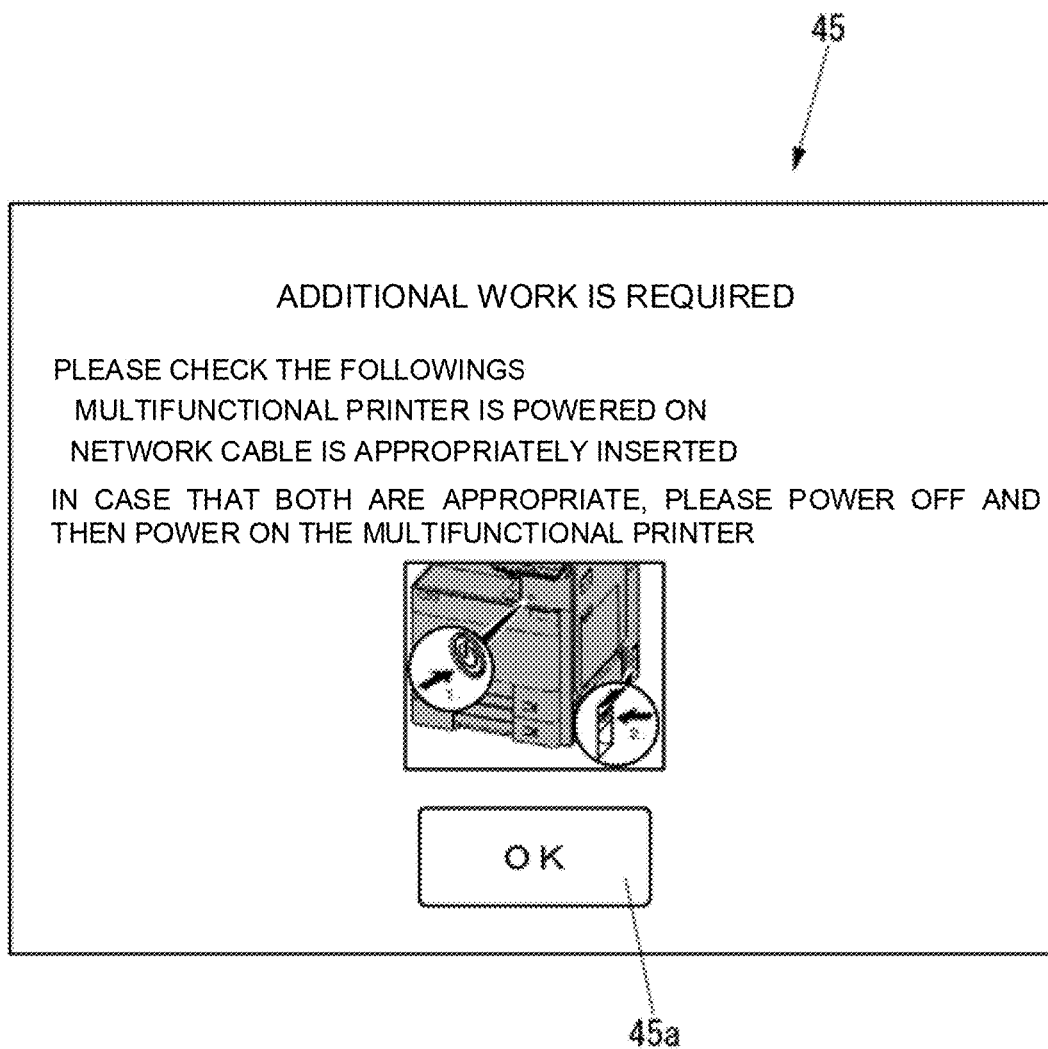 45
ADDITIONAL WORK IS REQUIRED
PLEASE CHECK THE FOLLOWINGS
MULTIFUNCTIONAL PRINTER IS POWERED ON
NETWORK CABLE IS APPROPRIATELY INSERTED
IN CASE THAT BOTH ARE APPROPRIATE, PLEASE POWER OFF AND
THEN POWER ON THE MULTIFUNCTIONAL PRINTER
OK
45a